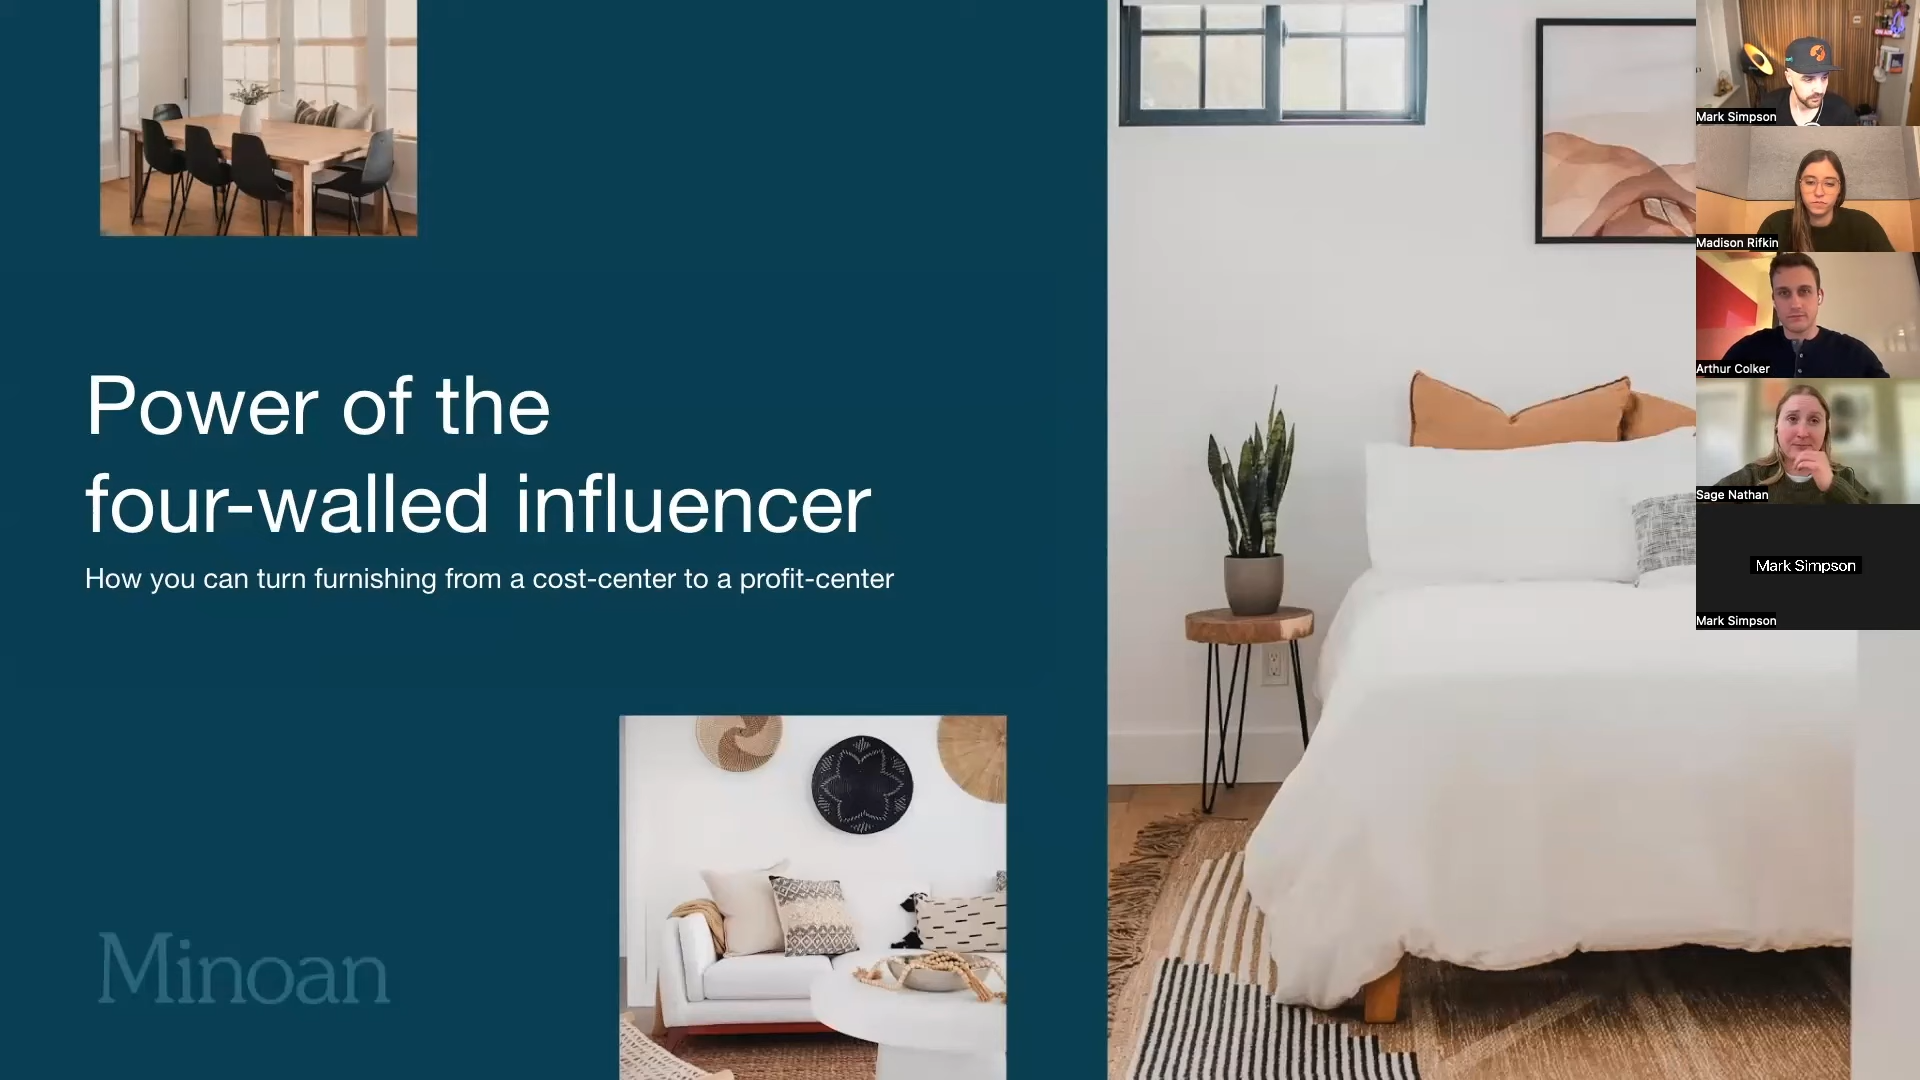 Power of the
four-walled influencer
How you can turn furnishing from a cost-center to a profit-center
Minoan
Mark Simpson
Madison Rifkin
Arthur Colker
Sage Nathan
Mark Simpson
Mark Simpson